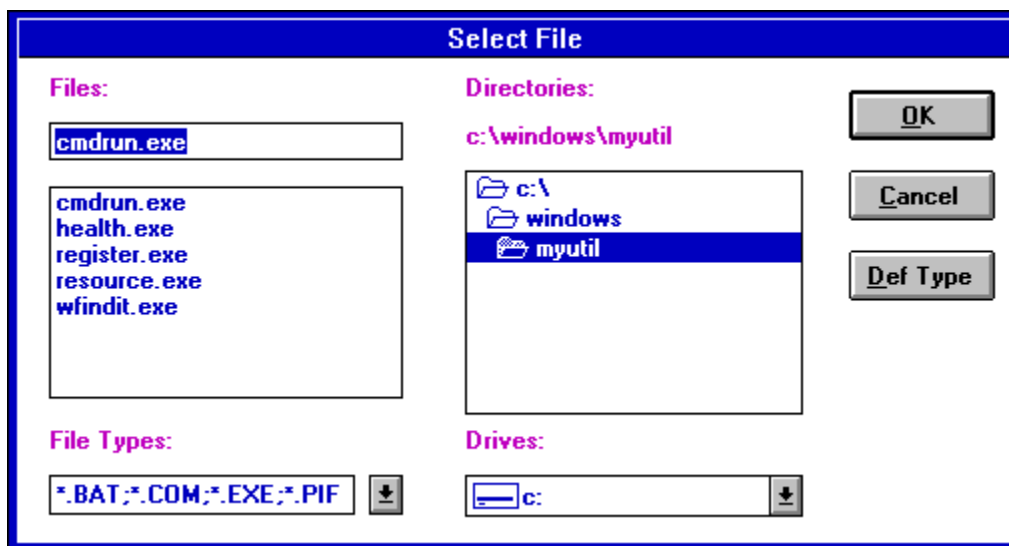 Select File
Files:
cmdrun.exe
cmdrun.exe
health.exe
register.exe
resource.exe
wfindit.exe
File Types:
*.BAT;*.COM;*.EXE;*.PIF
Directories:
c:\windows\myutil
c:\
windows
myutil
Drives:
c:
OK
Cancel
Def Type